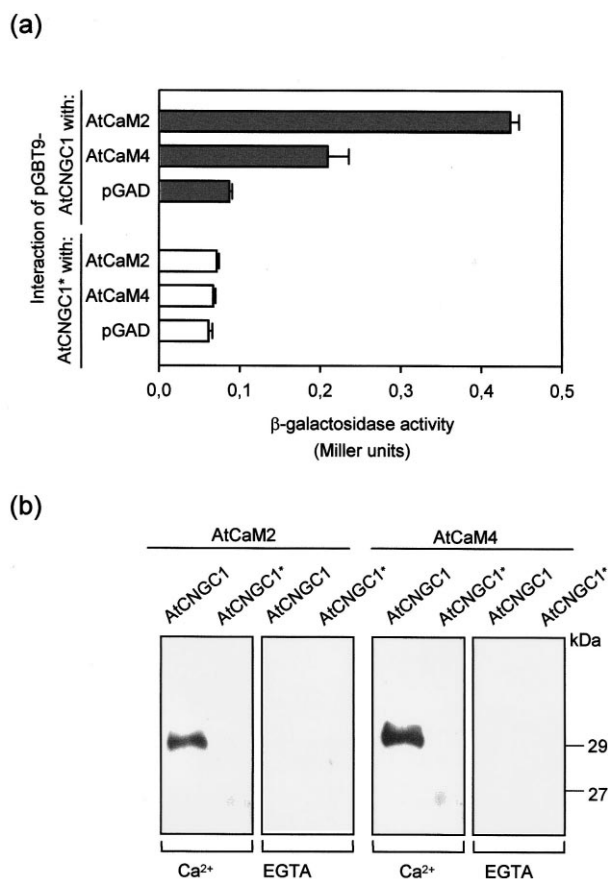 (a)
Interaction of pGBT9-
AtCNGC1 with:
AtCNGC1* with:
AtCaM2
AtCaM4
pGAD
AtCaM2
AtCaM4
pGAD
0,0 0,1 0,2 0,3 0,4 0,5
β-galactosidase activity
(Miller units)
(b)
AtCaM2 AtCaM4
AtCNGC1 AtCNGC1* AtCNGC1 AtCNGC1* AtCNGC1 AtCNGC1* AtCNGC1 AtCNGC1*
kDa
29
27
Ca²⁺ EGTA Ca²⁺ EGTA